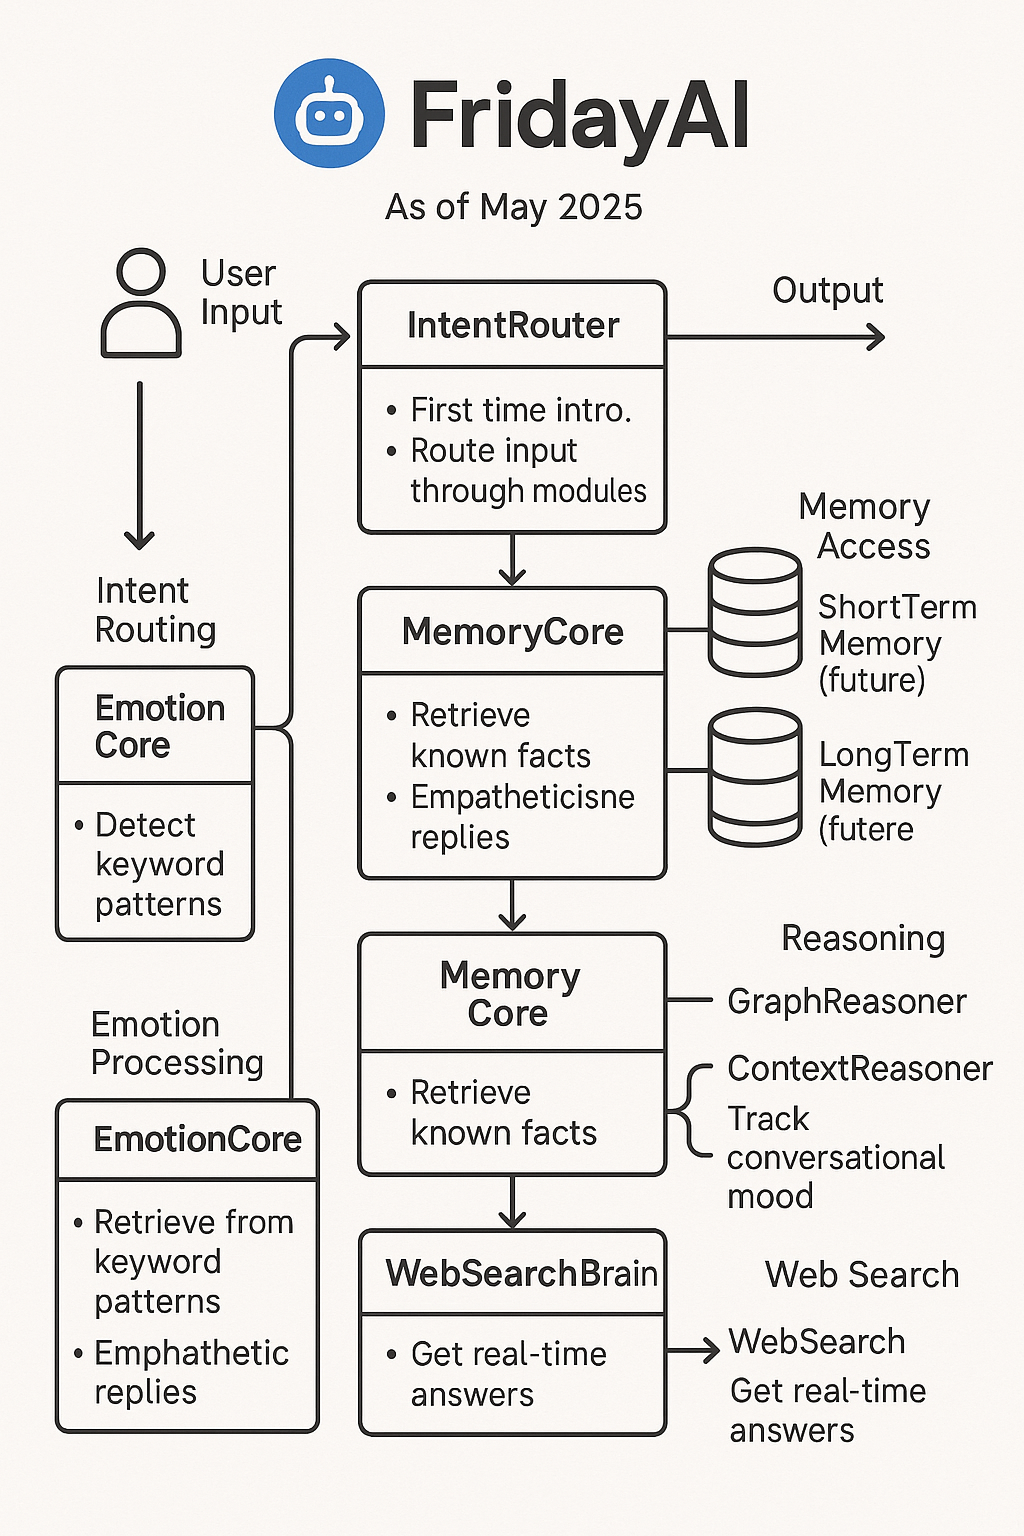 FridayAI
As of May 2025
User
Input
Intent
Routing
Emotion
Core
• Detect
keyword
patterns
Emotion
Processing
EmotionCore
• Retrieve from
keyword
patterns
• Emphathetic
replies
IntentRouter
• First time intro.
• Route input
through modules
MemoryCore
• Retrieve
known facts
• Empatheticisne
replies
Memory
Core
• Retrieve
known facts
WebSearchBrain
• Get real-time
answers
Output
Memory
Access
ShortTerm
Memory
(future)
LongTerm
Memory
(futere
Reasoning
GraphReasoner
ContextReasoner
Track
conversational
mood
Web Search
WebSearch
Get real-time
answers